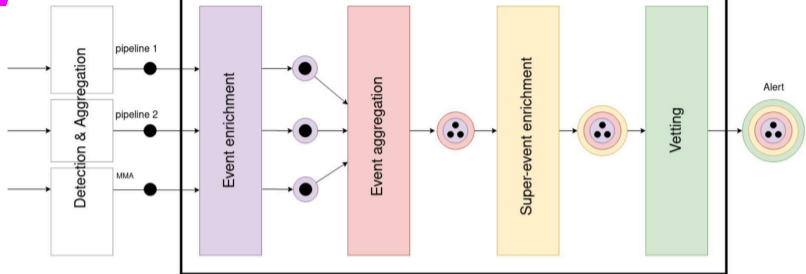 pipeline 1
pipeline 2
MMA
Detection & Aggregation
Event enrichment
Event aggregation
Super-event enrichment
Vetting
Alert